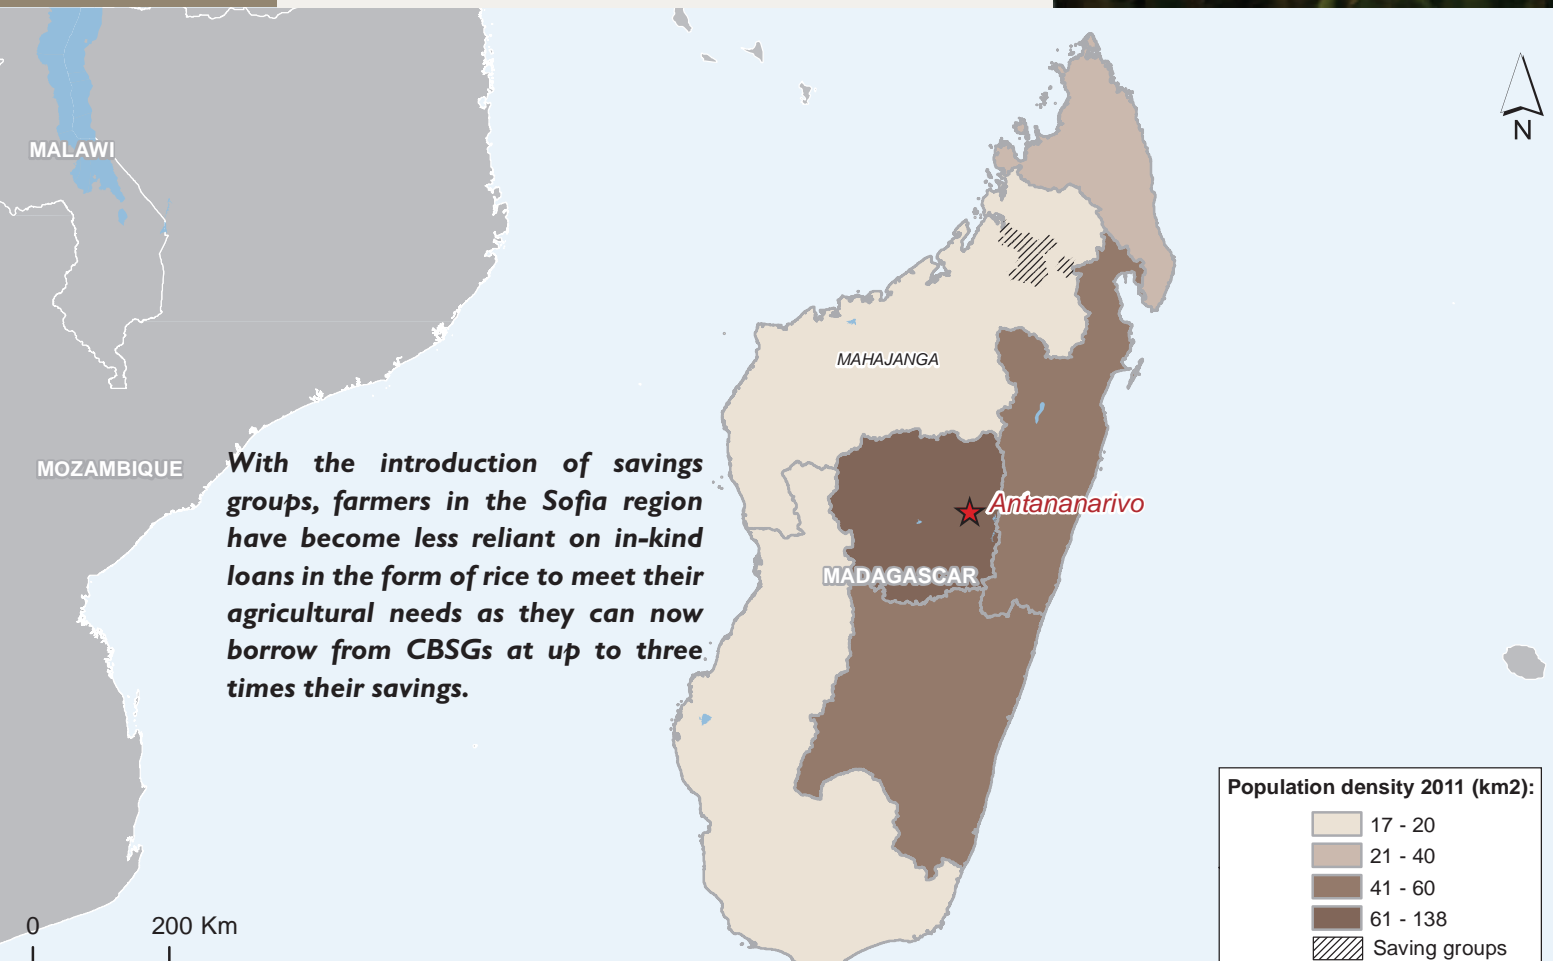 N
MALAWI
MAHAJANGA
MOZAMBIQUE
With the introduction of savings
groups, farmers in the Sofia region
have become less reliant on in-kind
loans in the form of rice to meet their
agricultural needs as they can now
borrow from CBSGs at up to three
times their savings.
Antananarivo
MADAGASCAR
Population density 2011 (km2):
17 - 20
21 - 40
41 - 60
61 - 138
Saving groups
0 200 Km